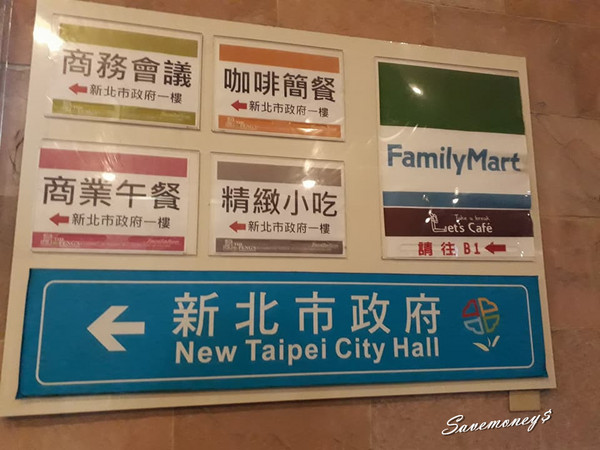 商務會議
新北市政府一樓
咖啡簡餐
新北市政府一樓
商業午餐
新北市政府一樓
精緻小吃
新北市政府一樓
FamilyMart
Take a break
Let's Café
請往 B1
新北市政府
New Taipei City Hall
Savemoney$